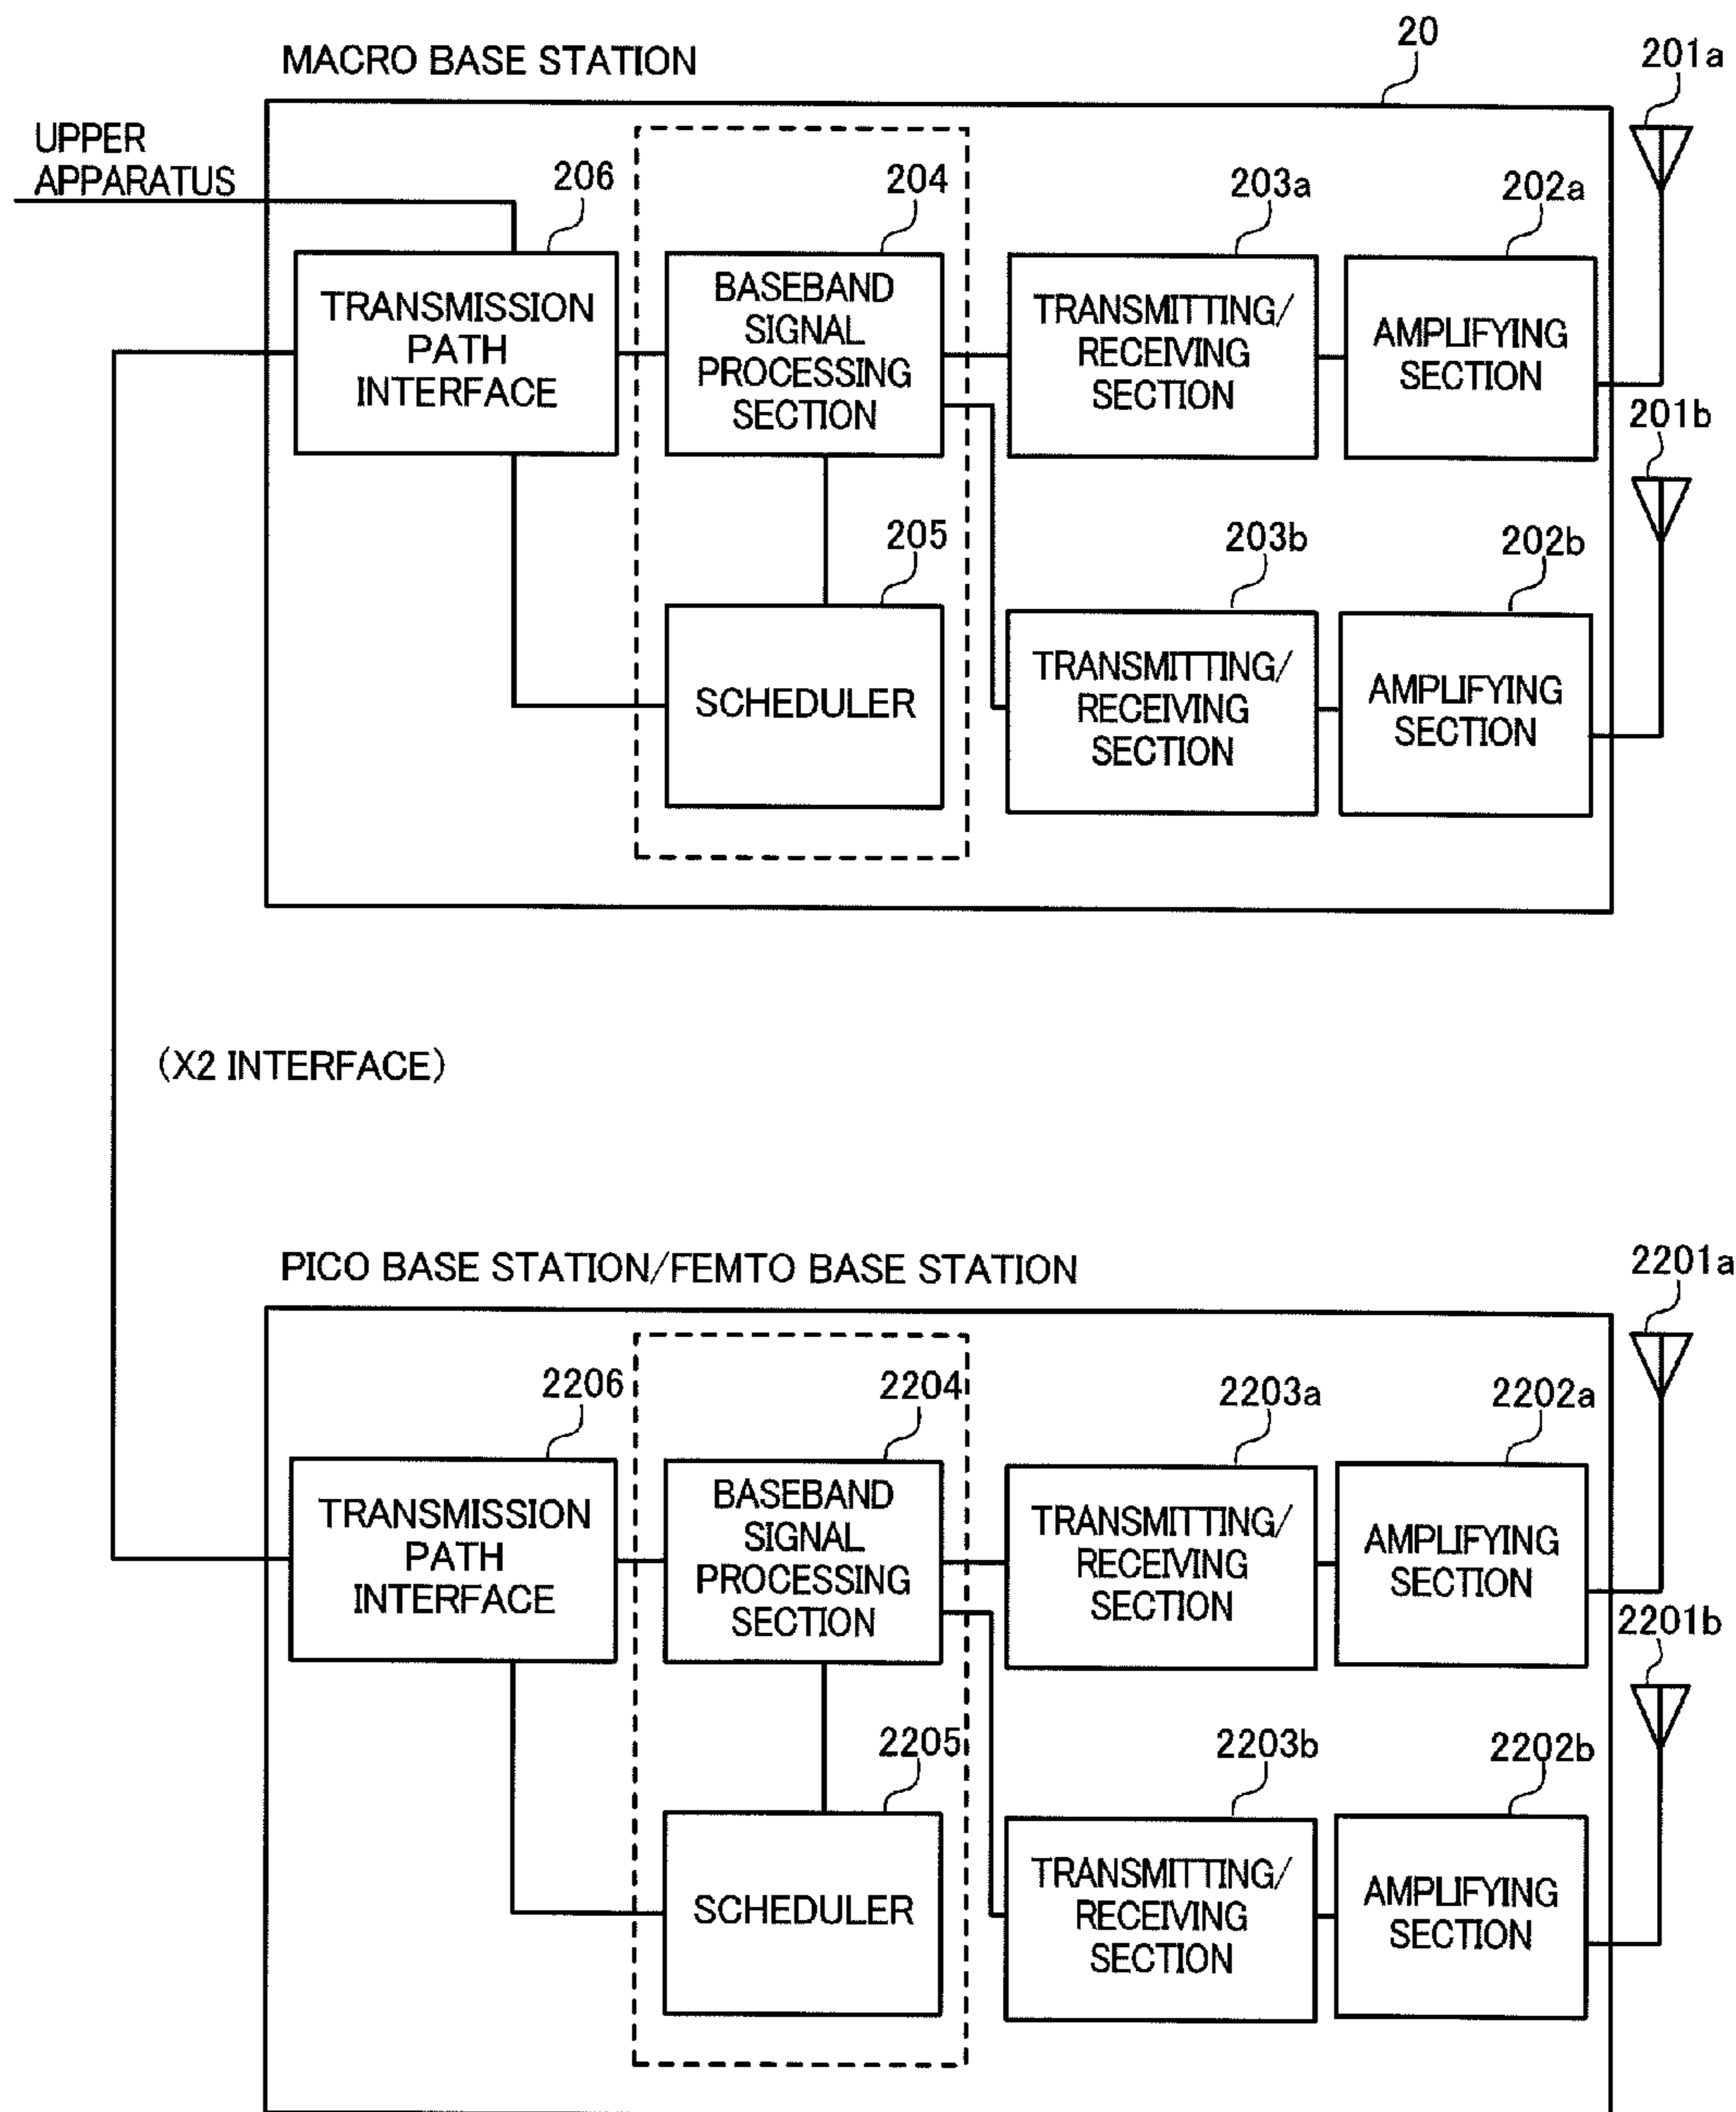 MACRO BASE STATION
20
201a
UPPER
APPARATUS
206
204
203a
202a
TRANSMISSION
PATH
INTERFACE
BASEBAND
SIGNAL
PROCESSING
SECTION
TRANSMITTING/
RECEIVING
SECTION
AMPLIFYING
SECTION
201b
205
203b
202b
SCHEDULER
TRANSMITTING/
RECEIVING
SECTION
AMPLIFYING
SECTION
(X2 INTERFACE)
PICO BASE STATION/FEMTO BASE STATION
2201a
2206
2204
2203a
2202a
TRANSMISSION
PATH
INTERFACE
BASEBAND
SIGNAL
PROCESSING
SECTION
TRANSMITTING/
RECEIVING
SECTION
AMPLIFYING
SECTION
2201b
2205
2203b
2202b
SCHEDULER
TRANSMITTING/
RECEIVING
SECTION
AMPLIFYING
SECTION